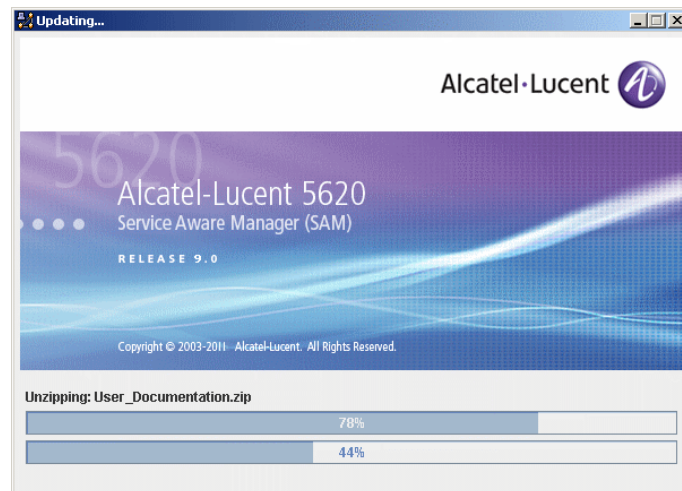 Updating...
Alcatel·Lucent
5620
Alcatel-Lucent 5620
Service Aware Manager (SAM)
RELEASE 9.0
Copyright © 2003-2011 Alcatel-Lucent. All Rights Reserved.
Unzipping: User_Documentation.zip
78%
44%